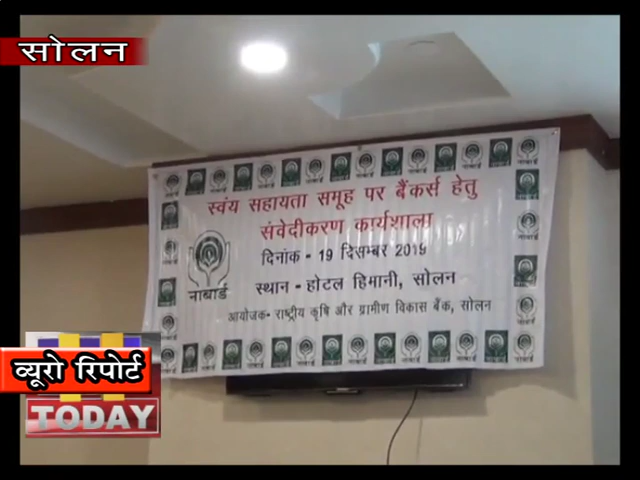 सोलन
स्वंय सहायता समूह पर बैंकर्स हेतु
संवेदीकरण कार्यशाला
दिनांक - 19 दिसम्बर 2019
स्थान - होटल हिमानी, सोलन
आयोजक- राष्ट्रीय कृषि और ग्रामीण विकास बैंक, सोलन
नाबार्ड
ब्यूरो रिपोर्ट
TODAY